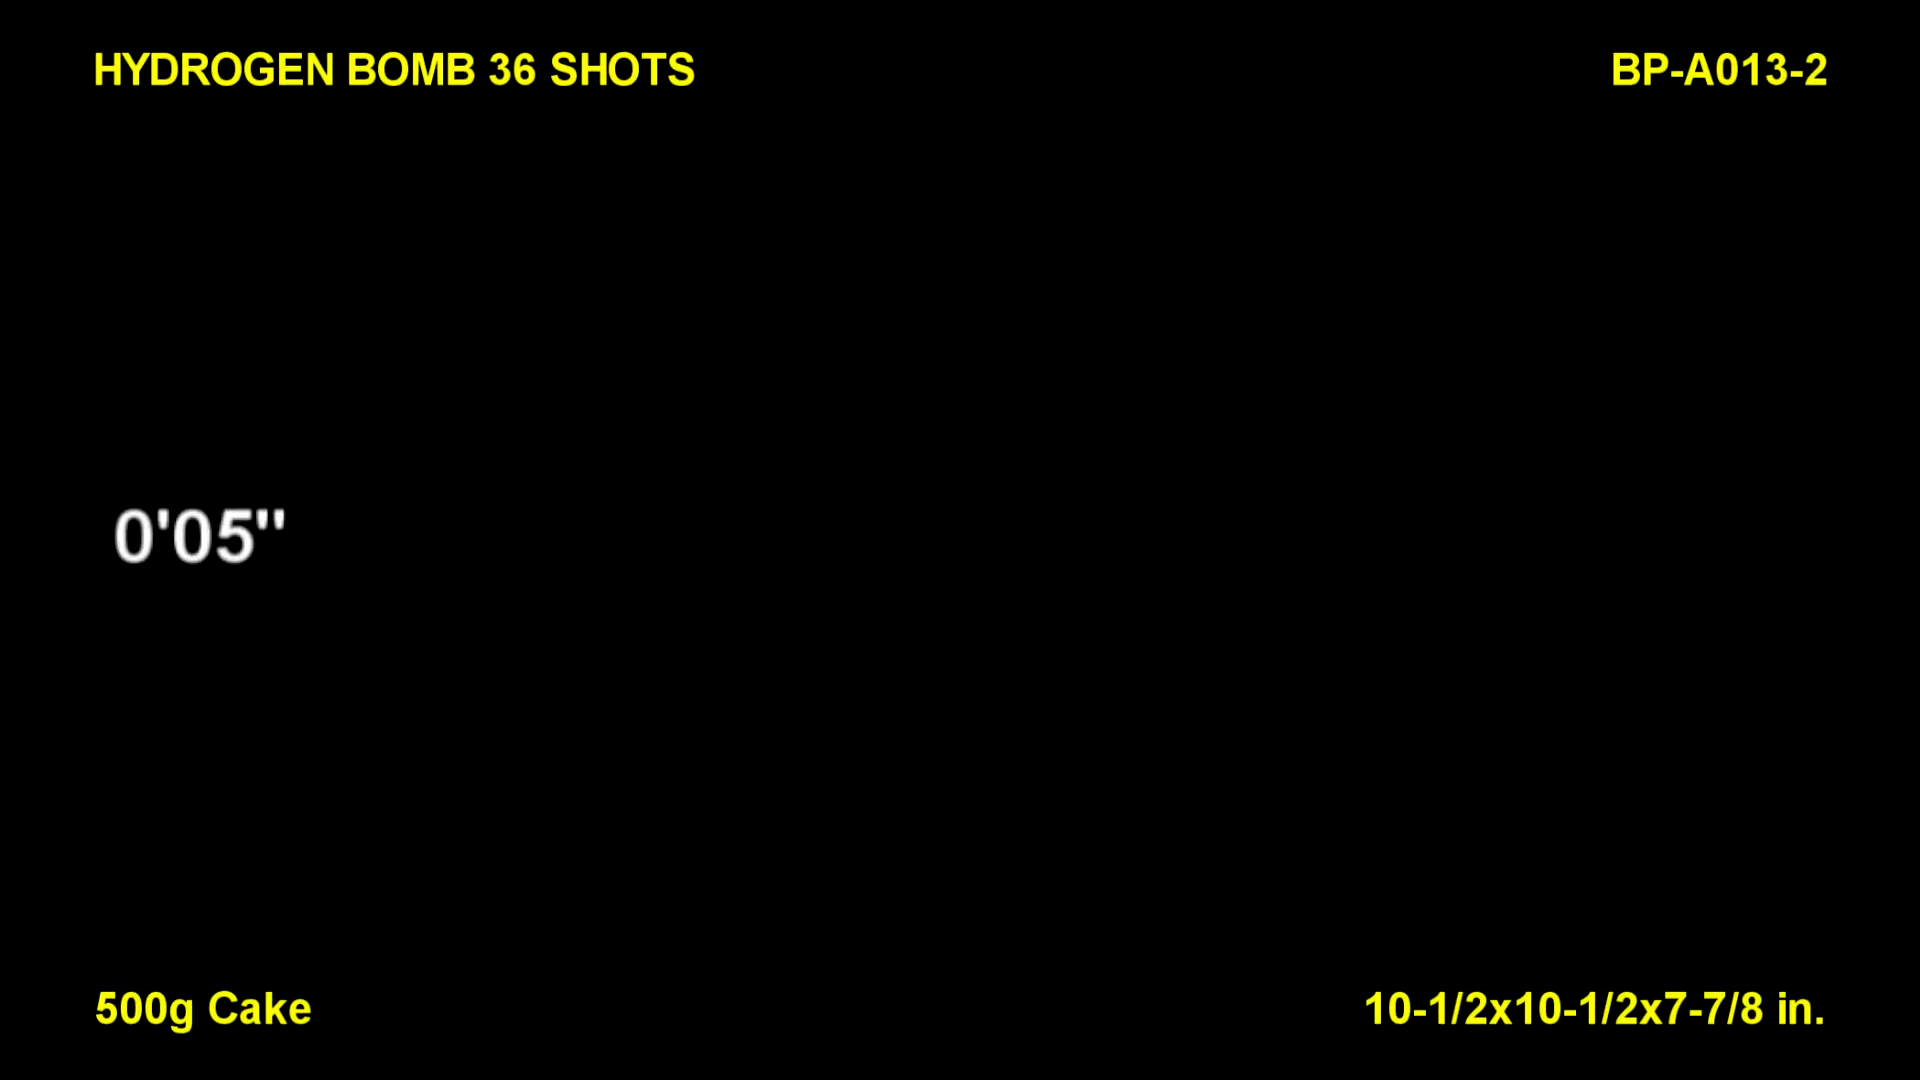 HYDROGEN BOMB 36 SHOTS
BP-A013-2
0'05"
500g Cake
10-1/2x10-1/2x7-7/8 in.